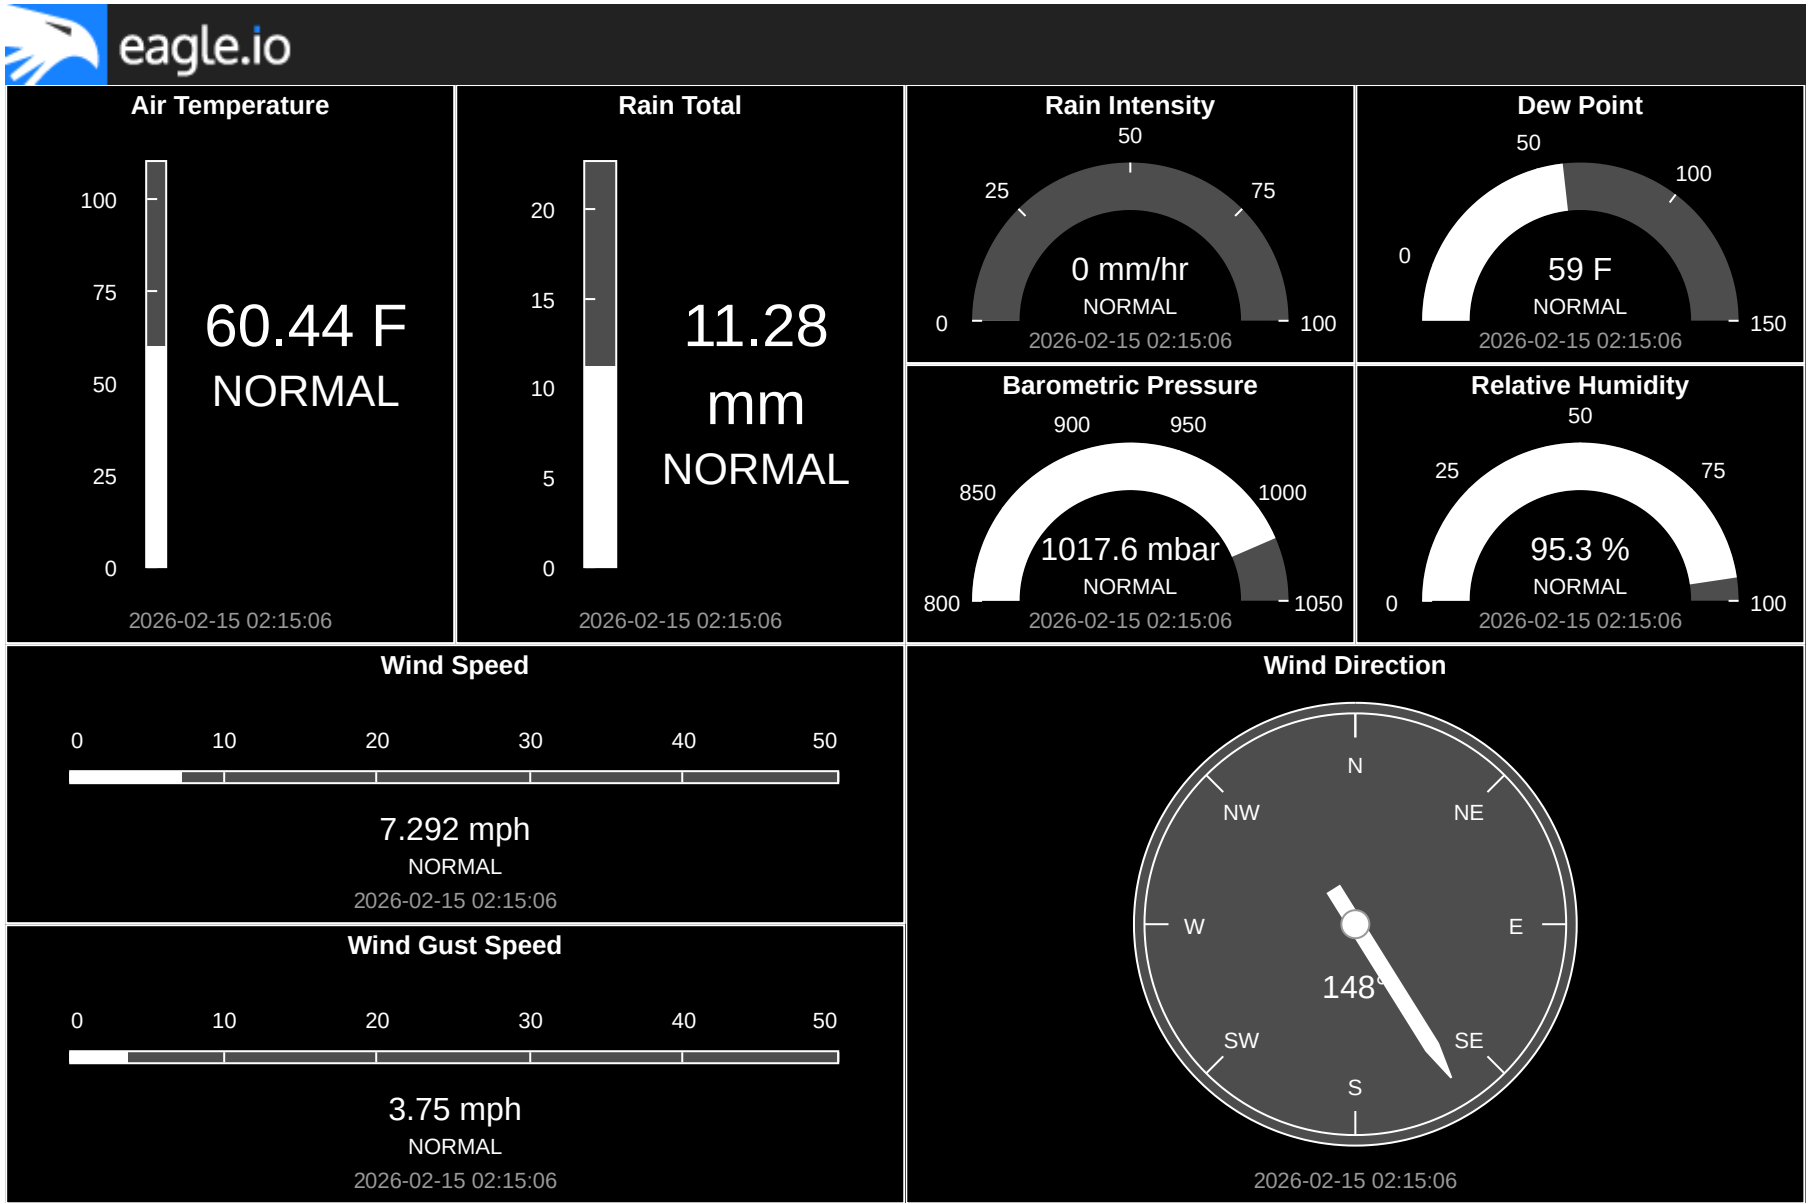 eagle.io
Air Temperature
100
75
50
25
0
60.44 F
NORMAL
2026-02-15 02:15:06
Rain Total
20
15
10
5
0
11.28
mm
NORMAL
2026-02-15 02:15:06
Rain Intensity
0
25
50
75
100
0 mm/hr
NORMAL
2026-02-15 02:15:06
Dew Point
0
50
100
150
59 F
NORMAL
2026-02-15 02:15:06
Barometric Pressure
800
850
900
950
1000
1050
1017.6 mbar
NORMAL
2026-02-15 02:15:06
Relative Humidity
0
25
50
75
100
95.3 %
NORMAL
2026-02-15 02:15:06
Wind Speed
0 10 20 30 40 50
7.292 mph
NORMAL
2026-02-15 02:15:06
Wind Gust Speed
0 10 20 30 40 50
3.75 mph
NORMAL
2026-02-15 02:15:06
Wind Direction
N
NW NE
W E
148°
SW SE
S
2026-02-15 02:15:06